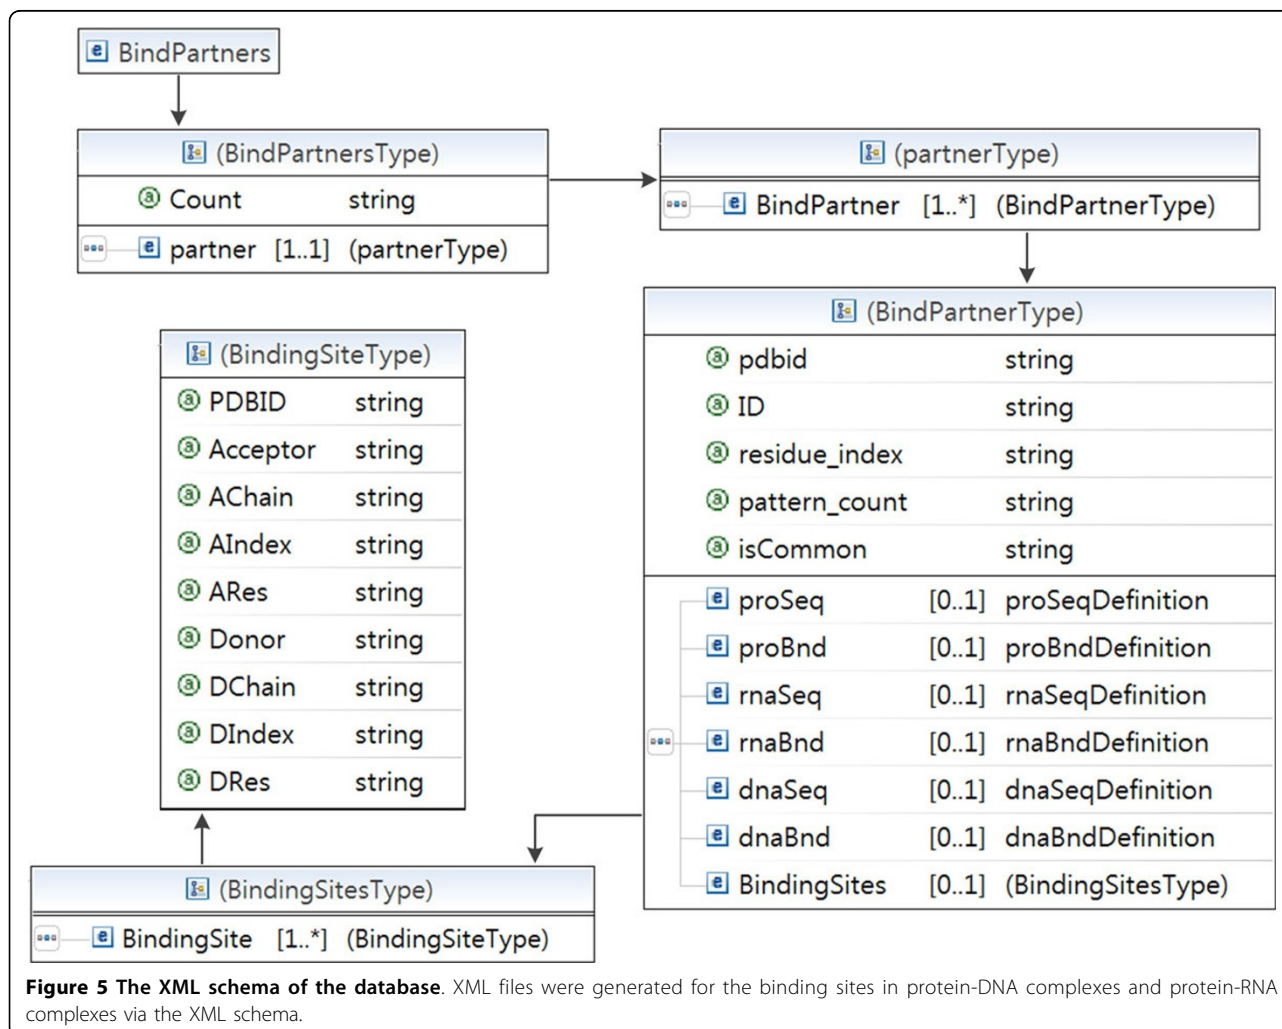 BindPartners
(BindPartnersType)
Count string
partner [1..1] (partnerType)
(partnerType)
BindPartner [1..*] (BindPartnerType)
(BindPartnerType)
pdbid string
ID string
residue_index string
pattern_count string
isCommon string
proSeq [0..1] proSeqDefinition
proBnd [0..1] proBndDefinition
rnaSeq [0..1] rnaSeqDefinition
rnaBnd [0..1] rnaBndDefinition
dnaSeq [0..1] dnaSeqDefinition
dnaBnd [0..1] dnaBndDefinition
BindingSites [0..1] (BindingSitesType)
(BindingSiteType)
PDBID string
Acceptor string
AChain string
AIndex string
ARes string
Donor string
DChain string
DIndex string
DRes string
(BindingSitesType)
BindingSite [1..*] (BindingSiteType)
Figure 5 The XML schema of the database. XML files were generated for the binding sites in protein-DNA complexes and protein-RNA
complexes via the XML schema.